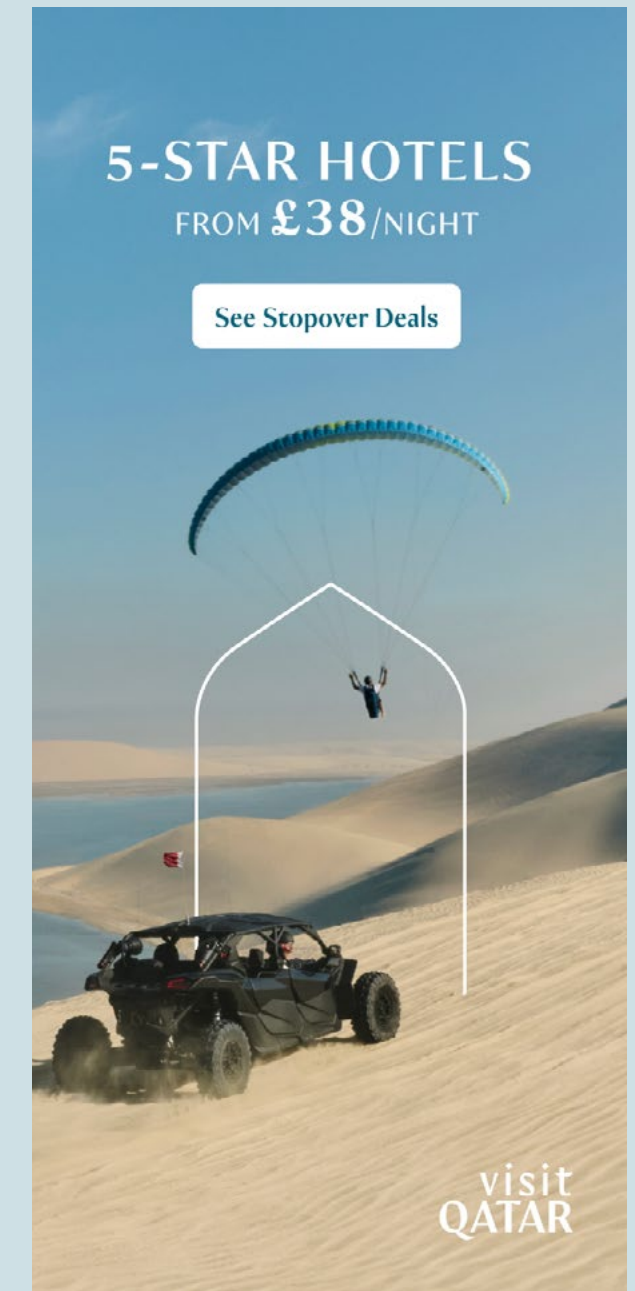 5-STAR HOTELS
FROM £38/NIGHT
See Stopover Deals
visit
QATAR